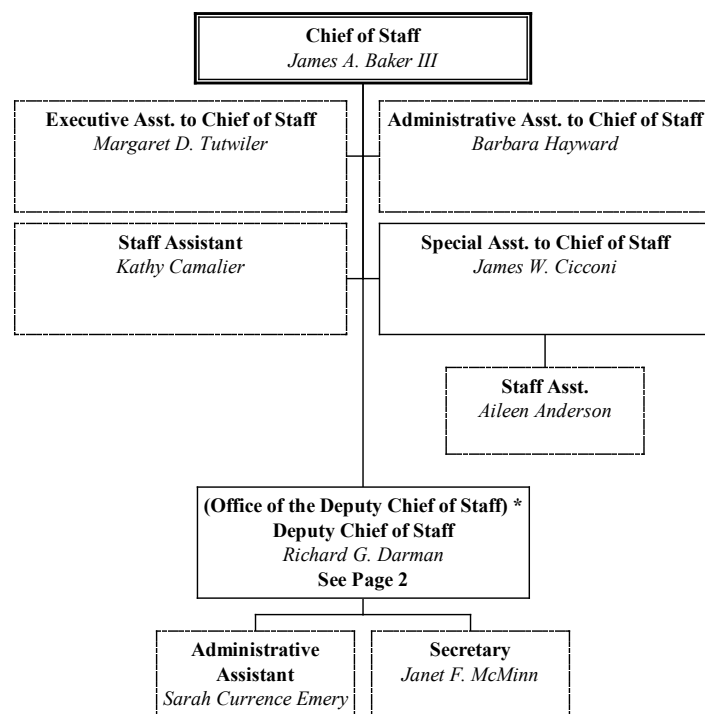 Chief of Staff
James A. Baker III
Executive Asst. to Chief of Staff
Margaret D. Tutwiler
Administrative Asst. to Chief of Staff
Barbara Hayward
Staff Assistant
Kathy Camalier
Special Asst. to Chief of Staff
James W. Cicconi
Staff Asst.
Aileen Anderson
(Office of the Deputy Chief of Staff) *
Deputy Chief of Staff
Richard G. Darman
See Page 2
Administrative
Assistant
Sarah Currence Emery
Secretary
Janet F. McMinn